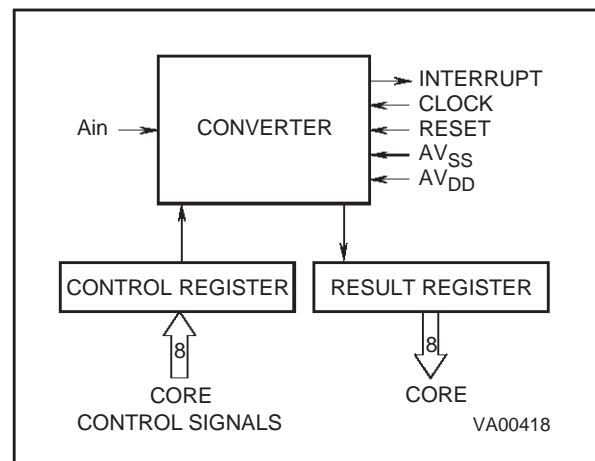 INTERRUPT
CLOCK
Ain
CONVERTER
RESET
AVSS
AVDD
CONTROL REGISTER
RESULT REGISTER
8
8
CORE
CORE
CONTROL SIGNALS
VA00418